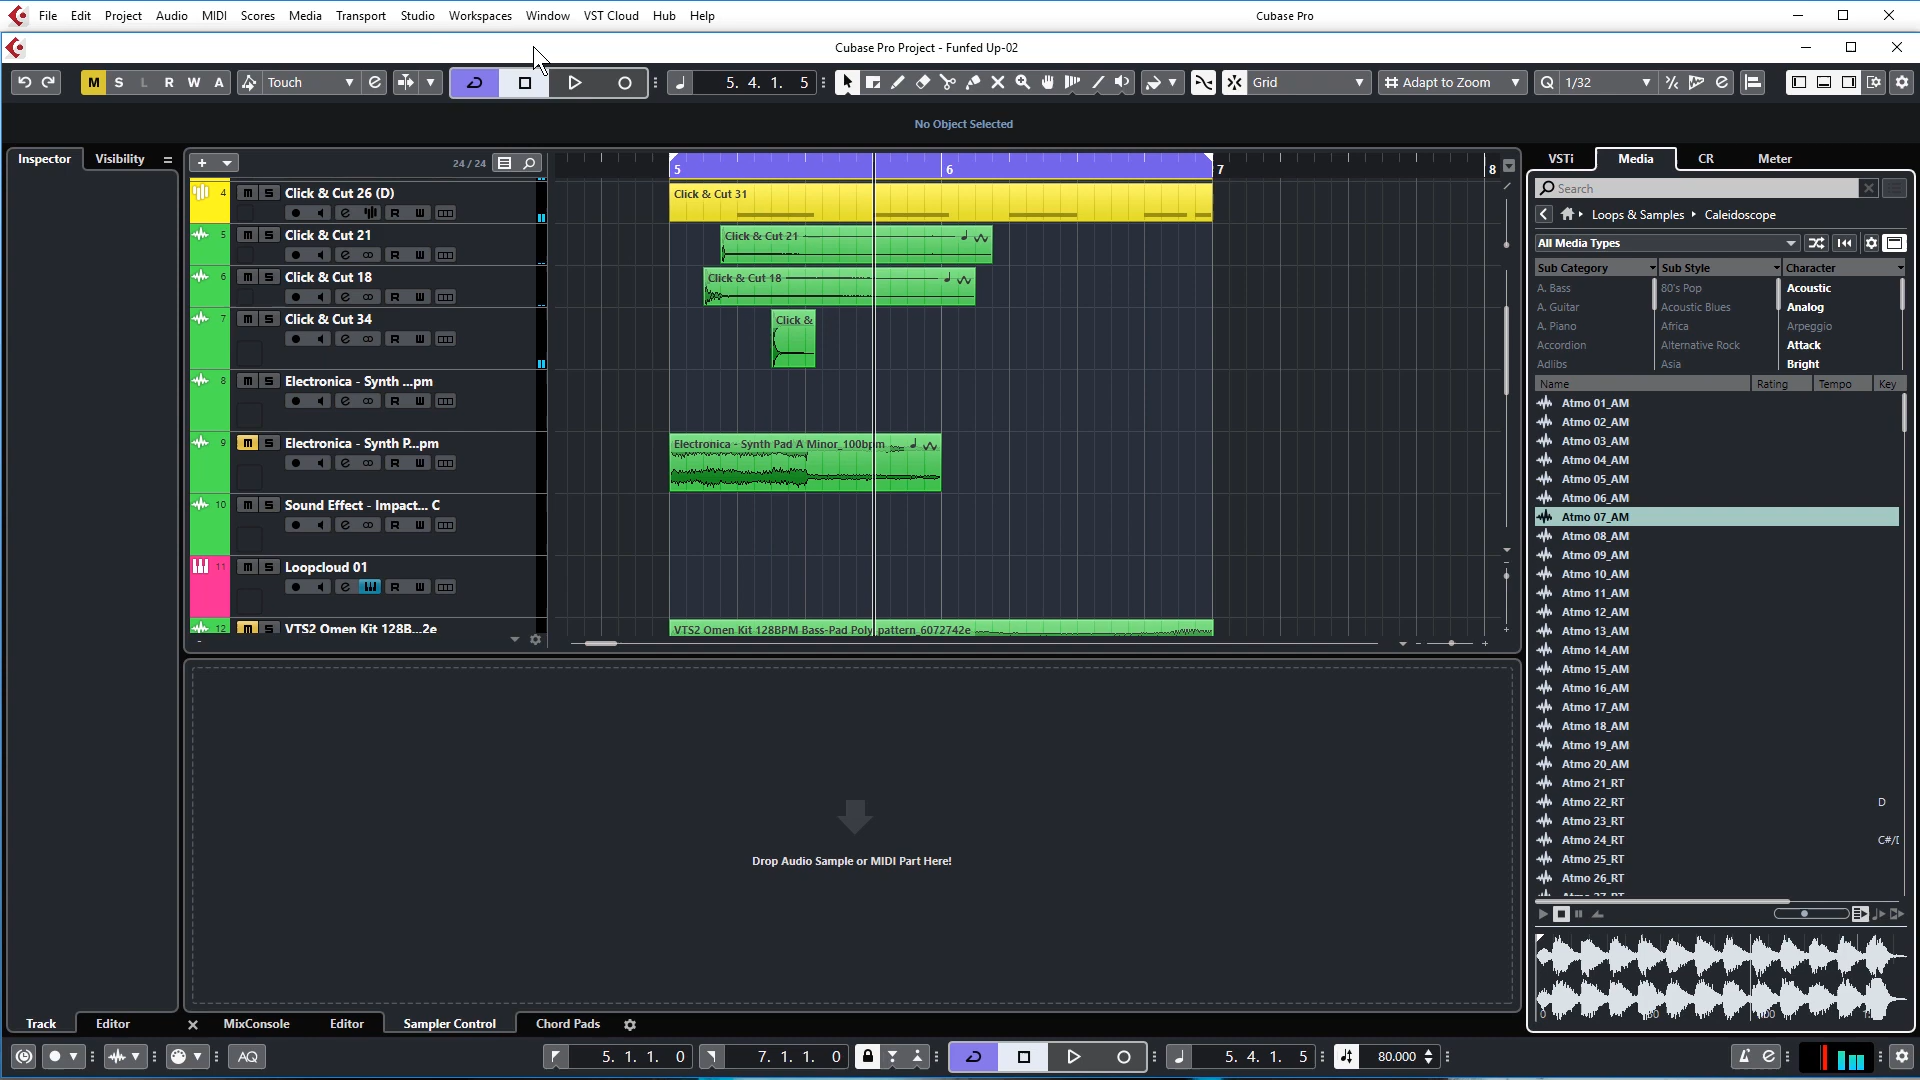 File Edit Project Audio MIDI Scores Media Transport Studio Workspaces Window VST Cloud Hub Help Cubase Pro
Cubase Pro Project - Funfed Up-02
M S L R W A Touch 5. 4. 1. 5 Grid Adapt to Zoom Q 1/32
No Object Selected
Inspector Visibility
24 / 24
5 6 7 8
VSTi Media CR Meter
Search
Loops & Samples Caleidoscope
All Media Types
Sub Category Sub Style Character
A. Bass 80's Pop Acoustic
A. Guitar Acoustic Blues Analog
A. Piano Africa Arpeggio
Accordion Alternative Rock Attack
Adlibs Asia Bright
Name Rating Tempo Key
4 M S Click & Cut 26 (D)
R
Click & Cut 31
5 M S Click & Cut 21
R
Click & Cut 21
6 M S Click & Cut 18
R
Click & Cut 18
7 M S Click & Cut 34
R
Click &
8 M S Electronica - Synth ...pm
R
9 M S Electronica - Synth P...pm
R
Electronica - Synth Pad A Minor_100bpm
10 M S Sound Effect - Impact... C
R
11 M S Loopcloud 01
R
12 M S VTS2 Omen Kit 128B...2e
VTS2 Omen Kit 128BPM Bass-Pad Poly pattern_6072742e
Atmo 01_AM
Atmo 02_AM
Atmo 03_AM
Atmo 04_AM
Atmo 05_AM
Atmo 06_AM
Atmo 07_AM
Atmo 08_AM
Atmo 09_AM
Atmo 10_AM
Atmo 11_AM
Atmo 12_AM
Atmo 13_AM
Atmo 14_AM
Atmo 15_AM
Atmo 16_AM
Atmo 17_AM
Atmo 18_AM
Atmo 19_AM
Atmo 20_AM
Atmo 21_RT
Atmo 22_RT D
Atmo 23_RT
Atmo 24_RT C#/
Atmo 25_RT
Atmo 26_RT
Drop Audio Sample or MIDI Part Here!
Track Editor MixConsole Editor Sampler Control Chord Pads
AQ 5. 1. 1. 0 7. 1. 1. 0 5. 4. 1. 5 80.000